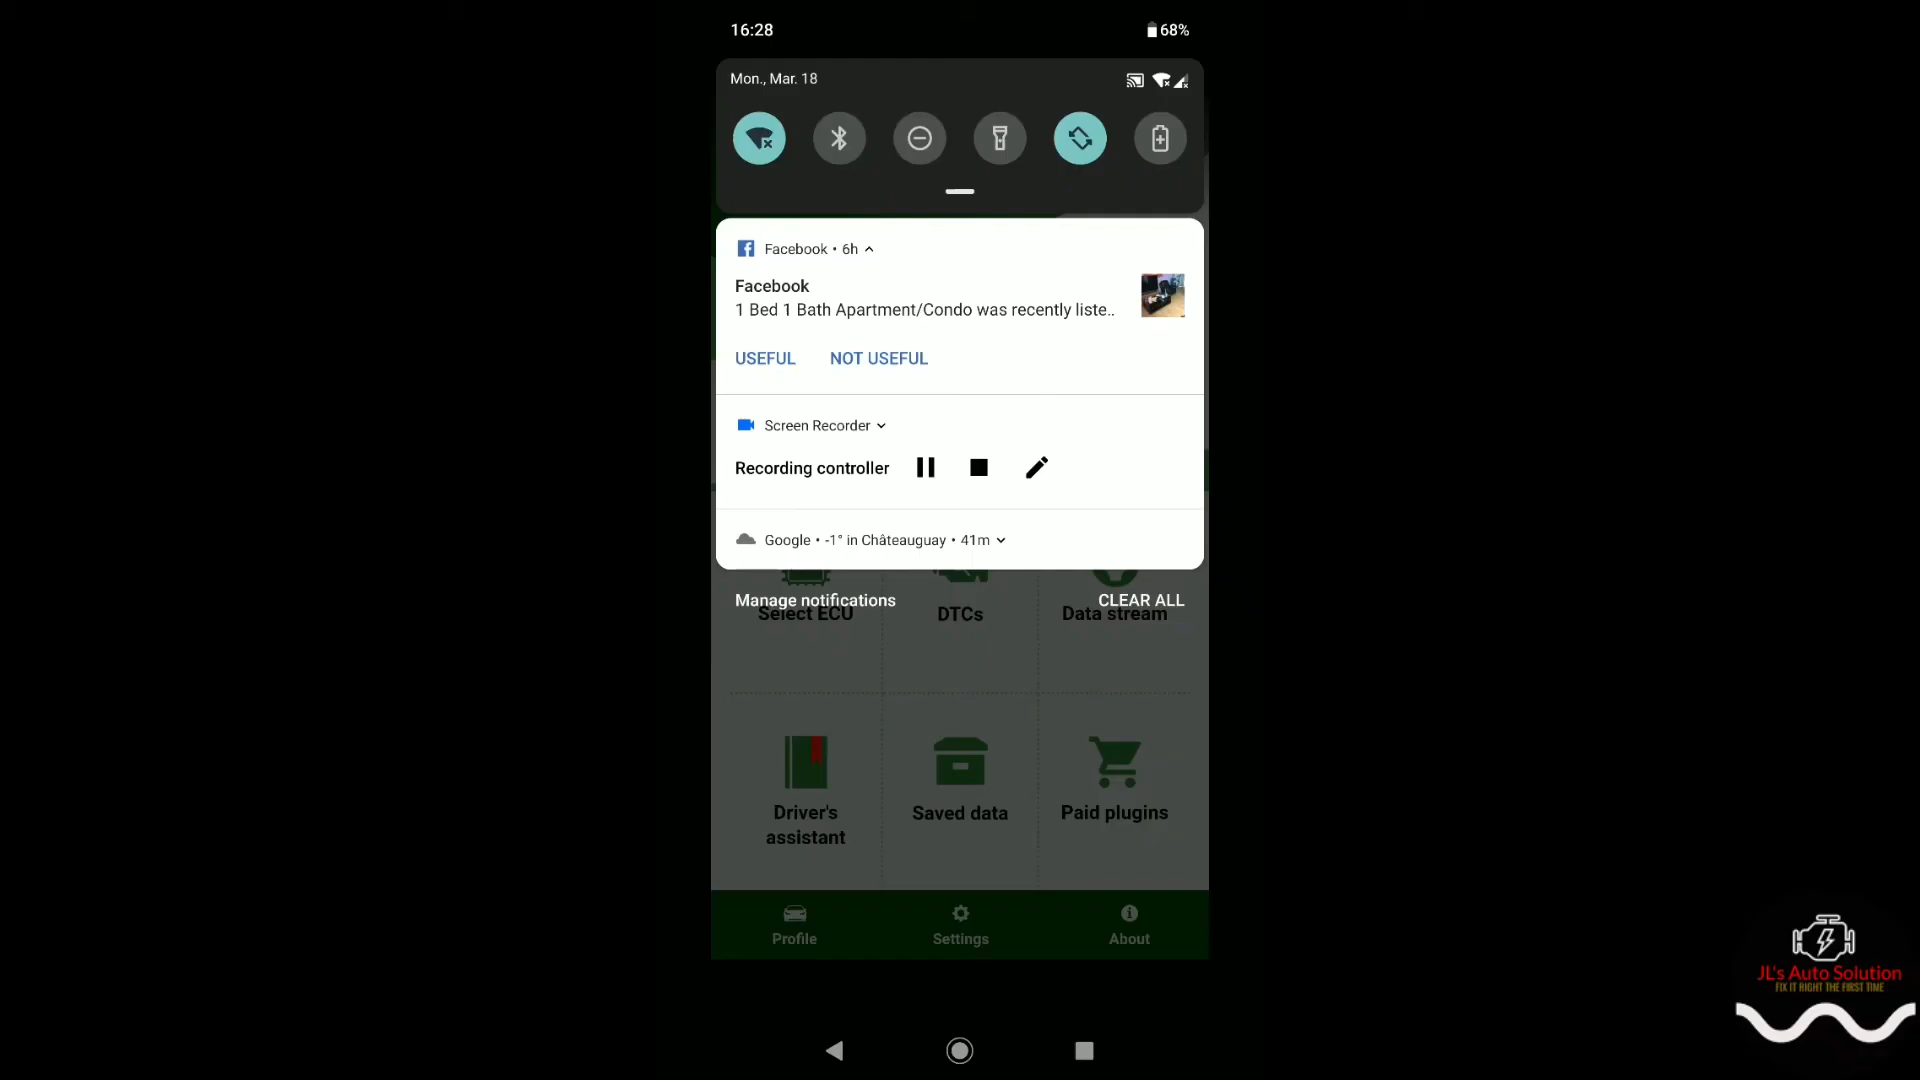 16:28
68%
Mon., Mar. 18
Facebook • 6h
Facebook
1 Bed 1 Bath Apartment/Condo was recently liste..
USEFUL NOT USEFUL
Screen Recorder
Recording controller
Google • -1° in Châteauguay • 41m
Manage notifications CLEAR ALL
Select ECU DTCs Data stream
Driver's
assistant
Saved data
Paid plugins
Profile Settings About
JL's Auto Solution
FIX IT RIGHT THE FIRST TIME